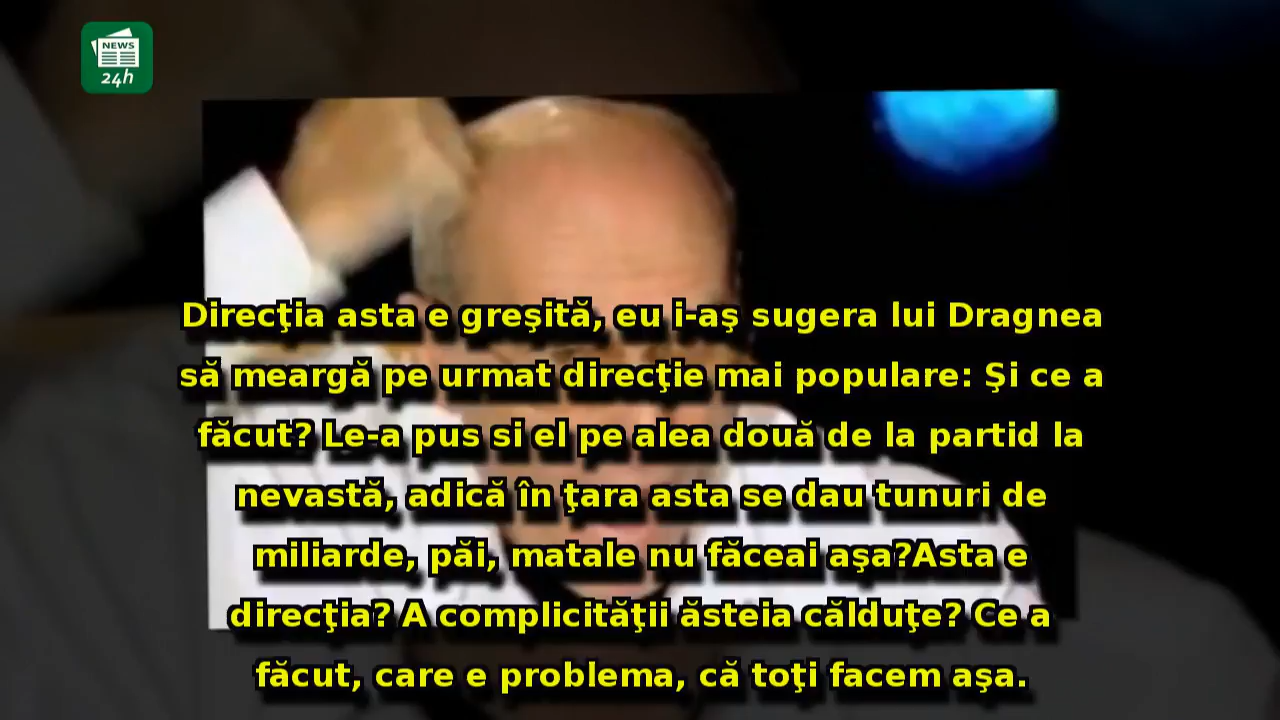 NEWS
24h
Direcţia asta e greşită, eu i-aş sugera lui Dragnea
să meargă pe urmat direcţie mai populare: Şi ce a
făcut? Le-a pus si el pe alea două de la partid la
nevastă, adică în ţara asta se dau tunuri de
miliarde, păi, matale nu făceai aşa?Asta e
direcţia? A complicităţii ăsteia călduţe? Ce a
făcut, care e problema, că toţi facem aşa.